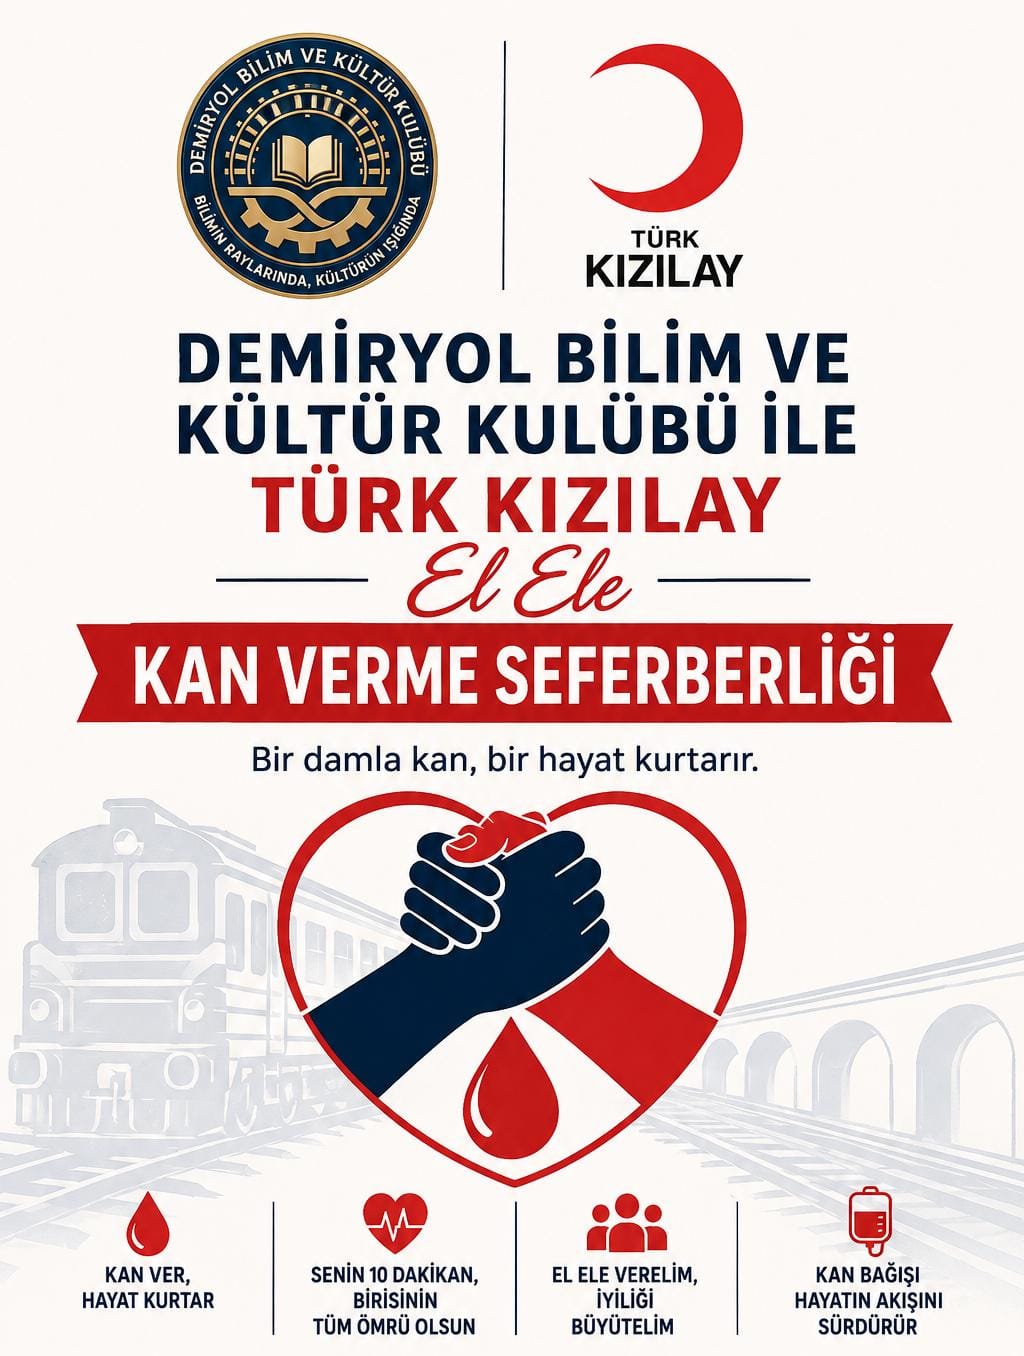 DEMİRYOL BİLİM VE KÜLTÜR KULÜBÜ
BİLİMİN RAYLARINDA, KÜLTÜRÜN IŞIĞINDA
TÜRK
KIZILAY
DEMİRYOL BİLİM VE
KÜLTÜR KULÜBÜ İLE
TÜRK KIZILAY
El Ele
KAN VERME SEFERBERLİĞİ
Bir damla kan, bir hayat kurtarır.
KAN VER,
HAYAT KURTAR
SENİN 10 DAKİKAN,
BİRİSİNİN
TÜM ÖMRÜ OLSUN
EL ELE VERELİM,
İYİLİĞİ
BÜYÜTELİM
KAN BAĞIŞI
HAYATIN AKIŞINI
SÜRDÜRÜR